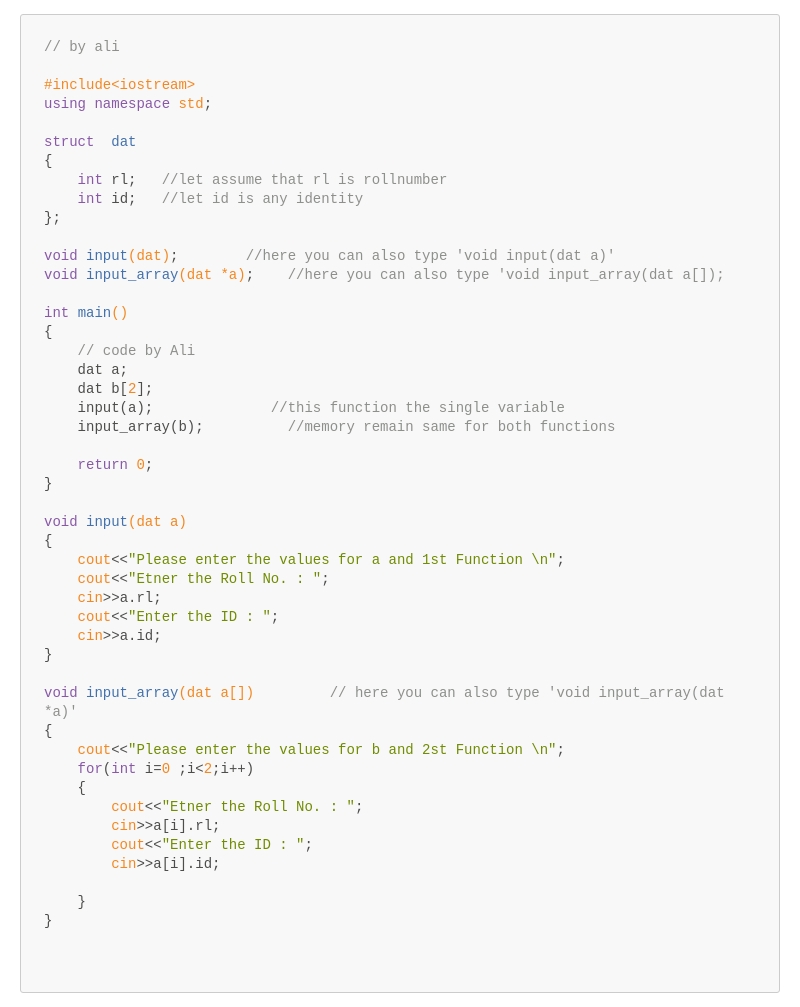 // by ali
#include<iostream>
using namespace std;
struct  dat
{
    int rl;   //let assume that rl is rollnumber
    int id;   //let id is any identity
};
void input(dat);        //here you can also type 'void input(dat a)'
void input_array(dat *a);    //here you can also type 'void input_array(dat a[]);
int main()
{
    // code by Ali
    dat a;
    dat b[2];
    input(a);              //this function the single variable
    input_array(b);          //memory remain same for both functions
    return 0;
}
void input(dat a)
{
    cout<<"Please enter the values for a and 1st Function \n";
    cout<<"Etner the Roll No. : ";
    cin>>a.rl;
    cout<<"Enter the ID : ";
    cin>>a.id;
}
void input_array(dat a[])         // here you can also type 'void input_array(dat
*a)'
{
    cout<<"Please enter the values for b and 2st Function \n";
    for(int i=0 ;i<2;i++)
    {
        cout<<"Etner the Roll No. : ";
        cin>>a[i].rl;
        cout<<"Enter the ID : ";
        cin>>a[i].id;
    }
}